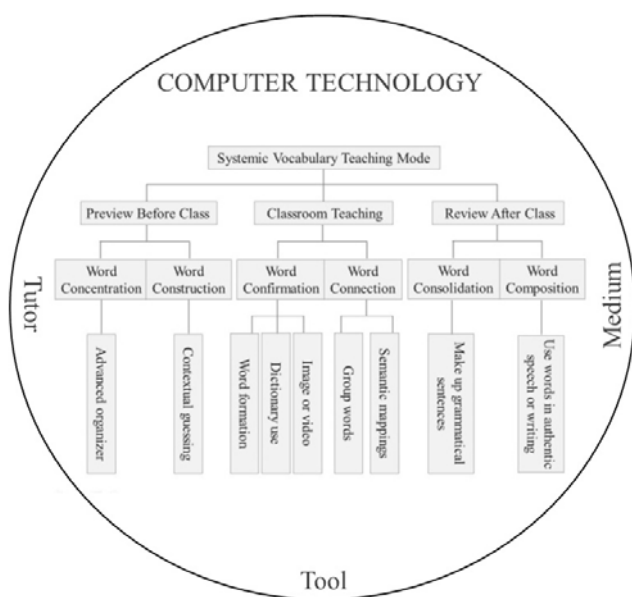 COMPUTER TECHNOLOGY
Systemic Vocabulary Teaching Mode
Preview Before Class
Classroom Teaching
Review After Class
Tutor
Medium
Word
Concentration
Word
Construction
Word
Confirmation
Word
Connection
Word
Consolidation
Word
Composition
Advanced organizer
Contextual guessing
Word formation
Dictionary use
Image or video
Group words
Semantic mappings
Make up grammatical
sentences
Use words in authentic
speech or writing
Tool